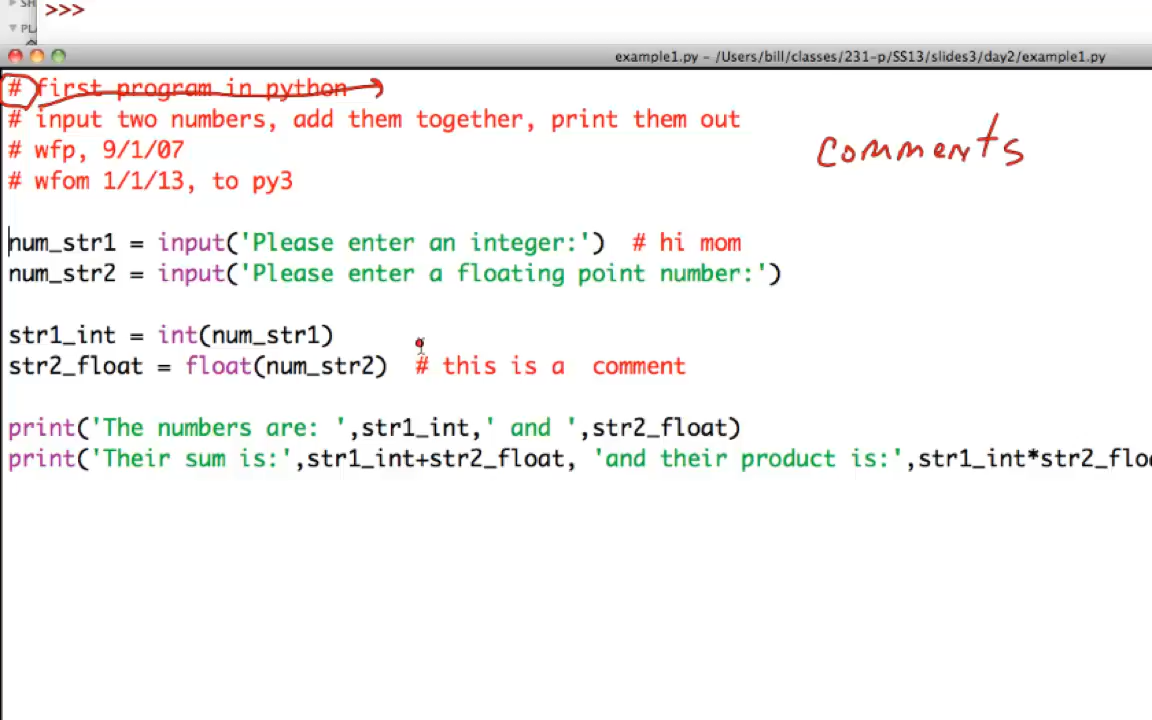 >>>
example1.py – /Users/bill/classes/231-p/SS13/slides3/day2/example1.py
# first program in python
# input two numbers, add them together, print them out
comments
# wfp, 9/1/07
# wfom 1/1/13, to py3
num_str1 = input('Please enter an integer:')  # hi mom
num_str2 = input('Please enter a floating point number:')
str1_int = int(num_str1)
str2_float = float(num_str2)  # this is a  comment
print('The numbers are: ',str1_int,' and ',str2_float)
print('Their sum is:',str1_int+str2_float, 'and their product is:',str1_int*str2_flo